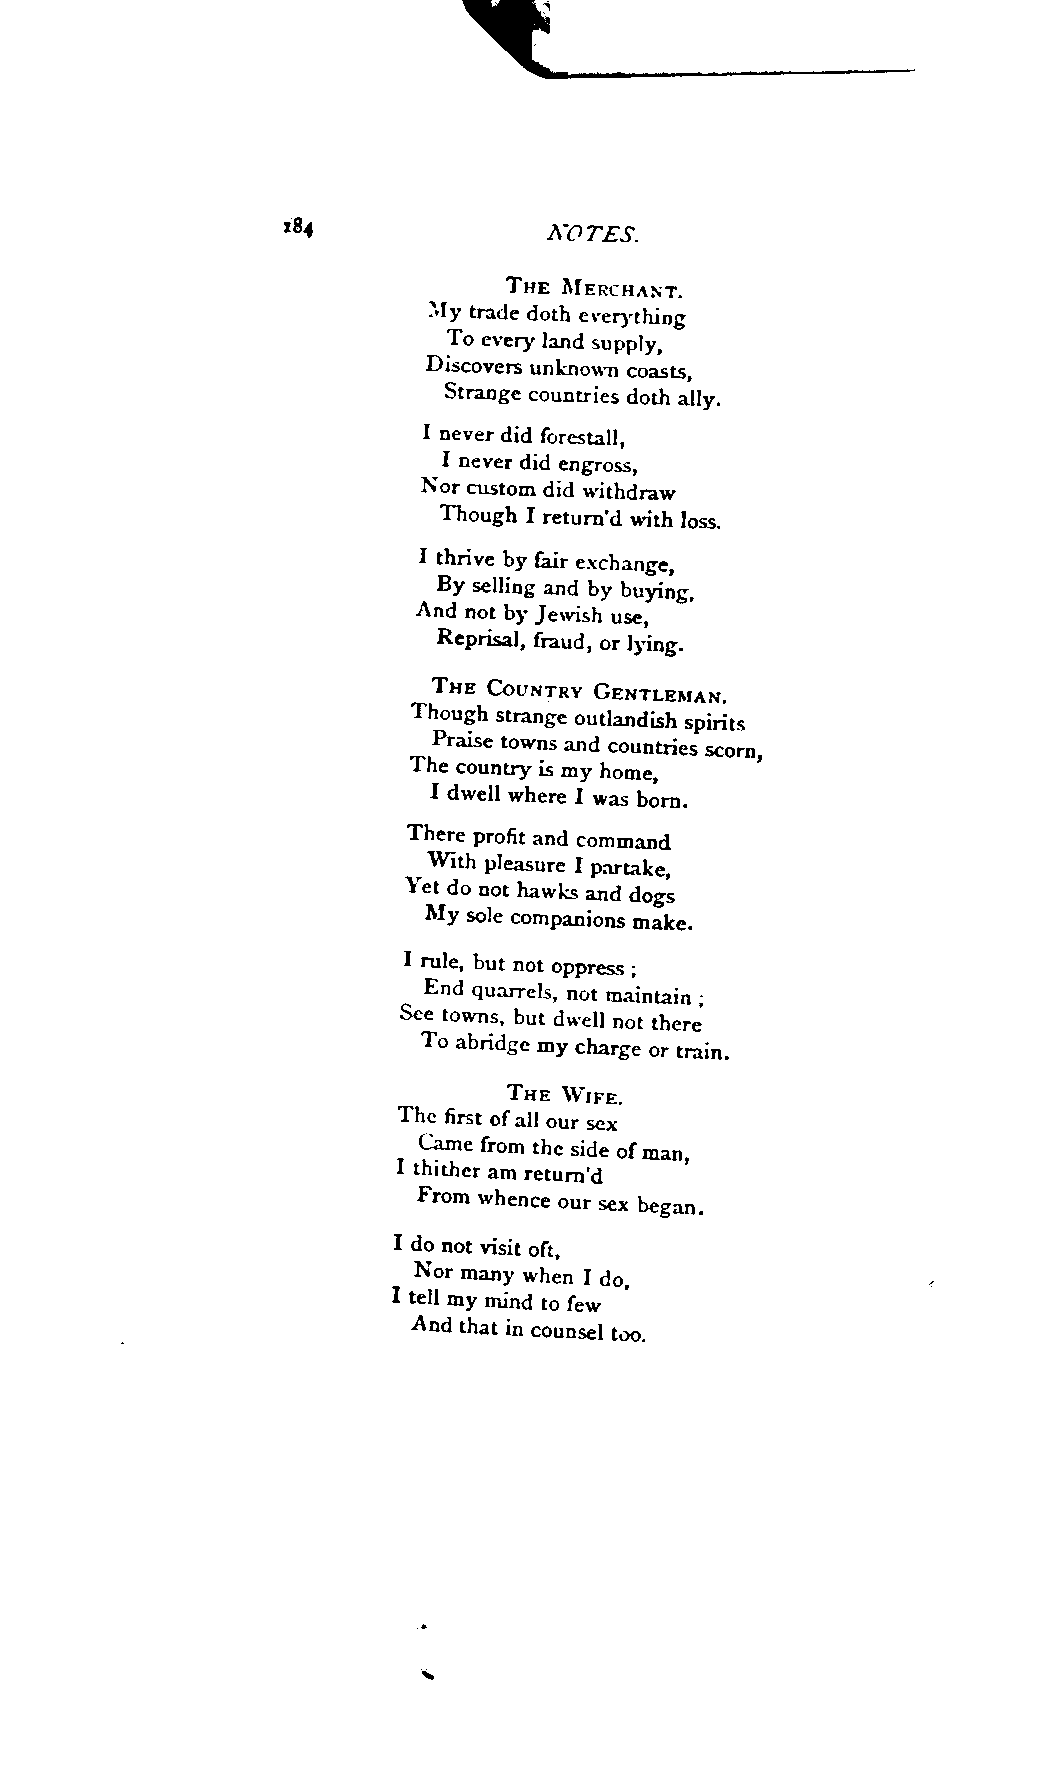 184
NOTES.
THE MERCHANT.
My trade doth everything
To every land supply,
Discovers unknown coasts,
Strange countries doth ally.
I never did forestall,
I never did engross,
Nor custom did withdraw
Though I return'd with loss.
I thrive by fair exchange,
By selling and by buying,
And not by Jewish use,
Reprisal, fraud, or lying.
THE COUNTRY GENTLEMAN.
Though strange outlandish spirits
Praise towns and countries scorn,
The country is my home,
I dwell where I was born.
There profit and command
With pleasure I partake,
Yet do not hawks and dogs
My sole companions make.
I rule, but not oppress ;
End quarrels, not maintain ;
See towns, but dwell not there
To abridge my charge or train.
THE WIFE.
The first of all our sex
Came from the side of man,
I thither am return'd
From whence our sex began.
I do not visit oft,
Nor many when I do,
I tell my mind to few
And that in counsel too.